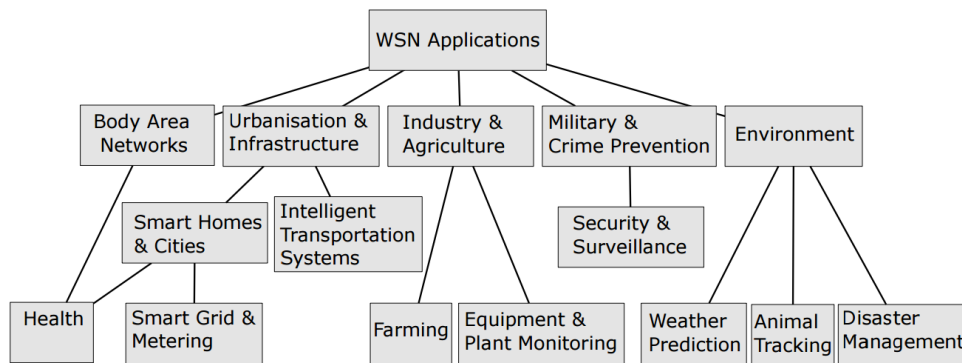 WSN Applications
Body Area
Networks
Urbanisation &
Infrastructure
Industry &
Agriculture
Military &
Crime Prevention
Environment
Smart Homes
& Cities
Intelligent
Transportation
Systems
Security &
Surveillance
Health
Smart Grid &
Metering
Farming
Equipment &
Plant Monitoring
Weather
Prediction
Animal
Tracking
Disaster
Management